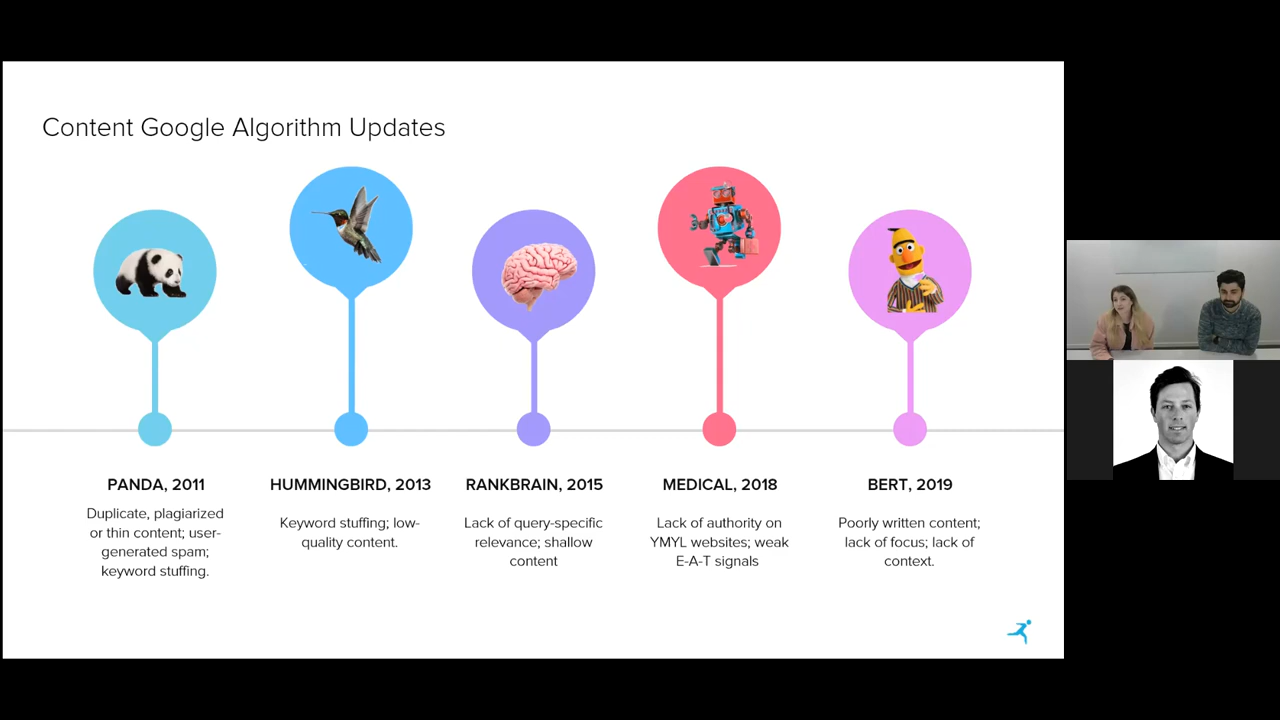 Content Google Algorithm Updates
PANDA, 2011
Duplicate, plagiarized
or thin content; user-
generated spam;
keyword stuffing.
HUMMINGBIRD, 2013
Keyword stuffing; low-
quality content.
RANKBRAIN, 2015
Lack of query-specific
relevance; shallow
content
MEDICAL, 2018
Lack of authority on
YMYL websites; weak
E-A-T signals
BERT, 2019
Poorly written content;
lack of focus; lack of
context.